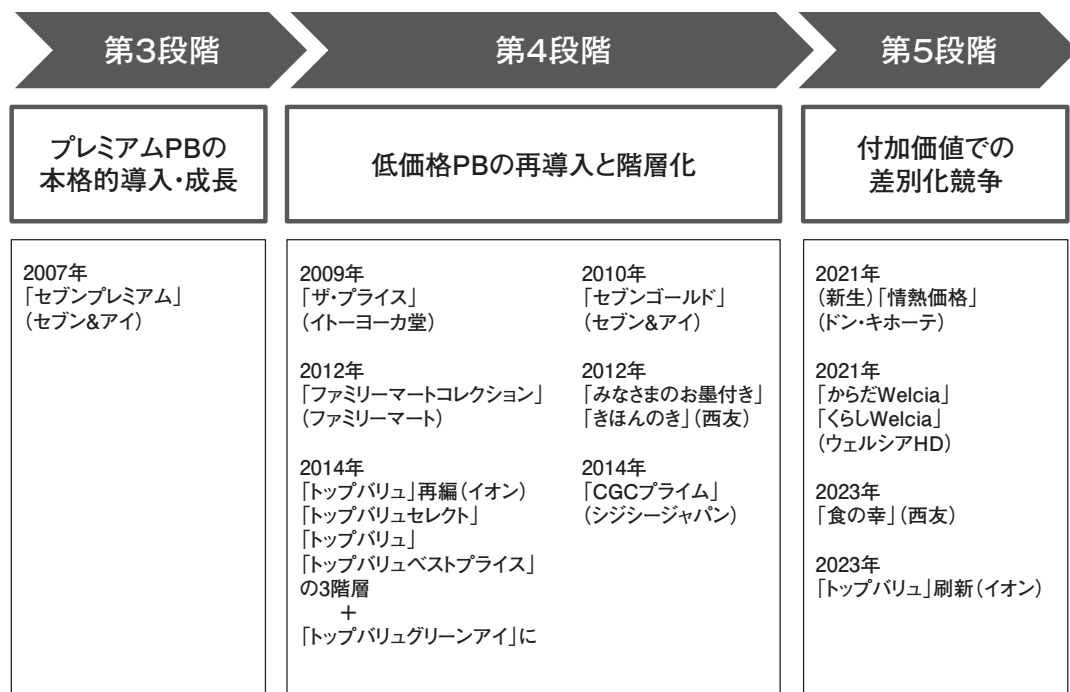 第3段階
第4段階
第5段階
プレミアムPBの
本格的導入・成長
低価格PBの再導入と階層化
付加価値での
差別化競争
2007年
「セブンプレミアム」
(セブン&アイ)
2009年
「ザ・プライス」
(イトーヨーカ堂)
2012年
「ファミリーマートコレクション」
(ファミリーマート)
2014年
「トップバリュ」再編(イオン)
「トップバリュセレクト」
「トップバリュ」
「トップバリュベストプライス」
の3階層
+
「トップバリュグリーンアイ」に
2010年
「セブンゴールド」
(セブン&アイ)
2012年
「みなさまのお墨付き」
「きほんのき」(西友)
2014年
「CGCプライム」
(シジシージャパン)
2021年
(新生)「情熱価格」
(ドン・キホーテ)
2021年
「からだWelcia」
「くらしWelcia」
(ウェルシアHD)
2023年
「食の幸」(西友)
2023年
「トップバリュ」刷新(イオン)